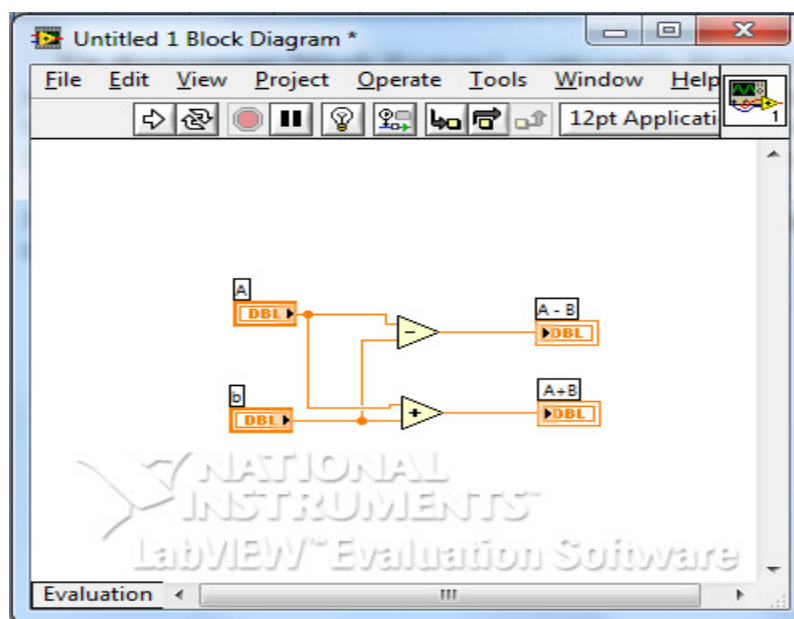 Untitled 1 Block Diagram *
File Edit View Project Operate Tools Window Help
12pt Applicati
1
A
DBL
-
A - B
DBL
b
DBL
+
A+B
DBL
NATIONAL
INSTRUMENTS™
LabVIEW™ Evaluation Software
Evaluation